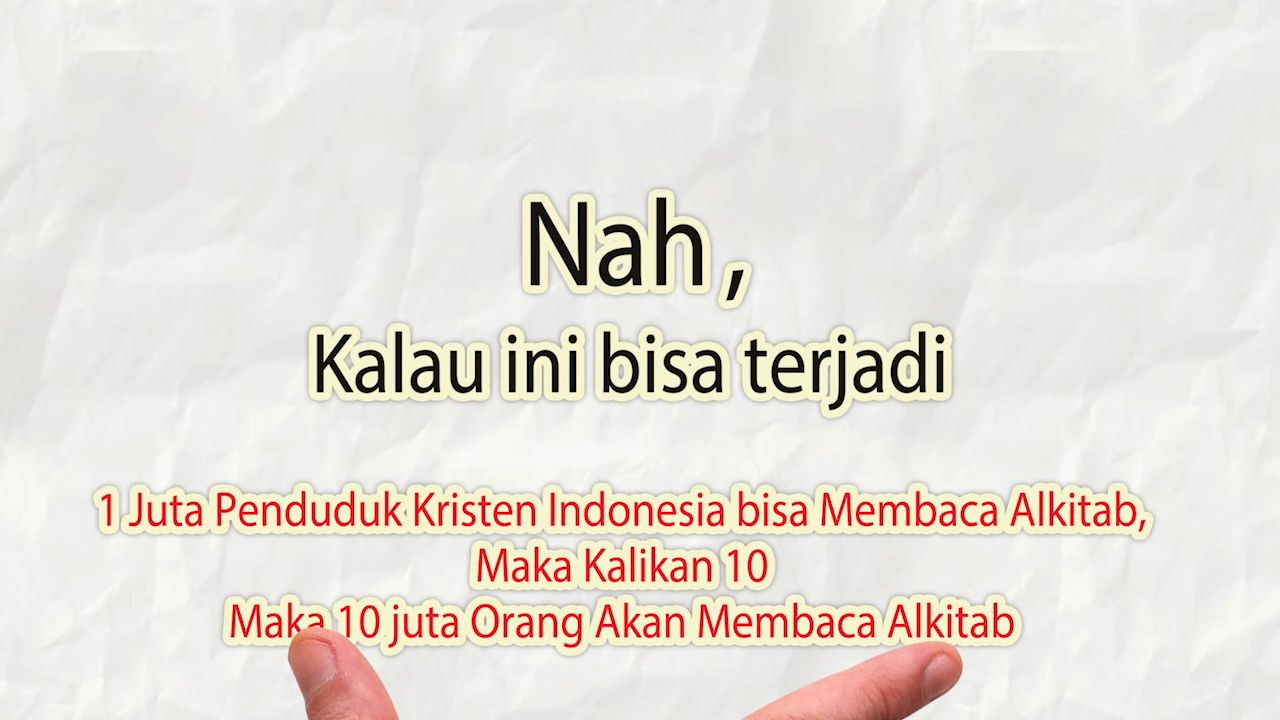 Nah ,
Kalau ini bisa terjadi
1 Juta Penduduk Kristen Indonesia bisa Membaca Alkitab,
Maka Kalikan 10
Maka 10 juta Orang Akan Membaca Alkitab